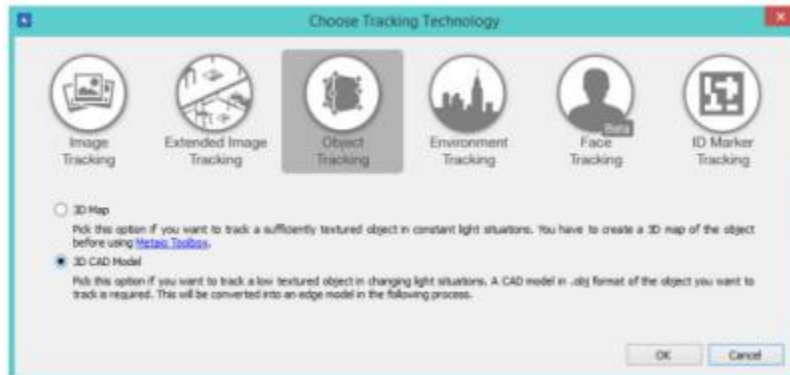 Choose Tracking Technology
Image
Tracking
Extended Image
Tracking
Object
Tracking
Environment
Tracking
Beta
Face
Tracking
ID Marker
Tracking
3D Map
Pick this option if you want to track a sufficiently textured object in constant light situations. You have to create a 3D map of the object
before using Metaio Toolbox.
3D CAD Model
Pick this option if you want to track a low textured object in changing light situations. A CAD model in .obj format of the object you want to
track is required. This will be converted into an edge model in the following process.
OK
Cancel